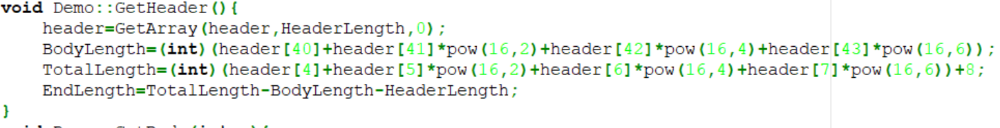 void Demo::GetHeader(){
header=GetArray(header,HeaderLength,0);
BodyLength=(int)(header[40]+header[41]*pow(16,2)+header[42]*pow(16,4)+header[43]*pow(16,6));
TotalLength=(int)(header[4]+header[5]*pow(16,2)+header[6]*pow(16,4)+header[7]*pow(16,6))+8;
EndLength=TotalLength-BodyLength-HeaderLength;
}